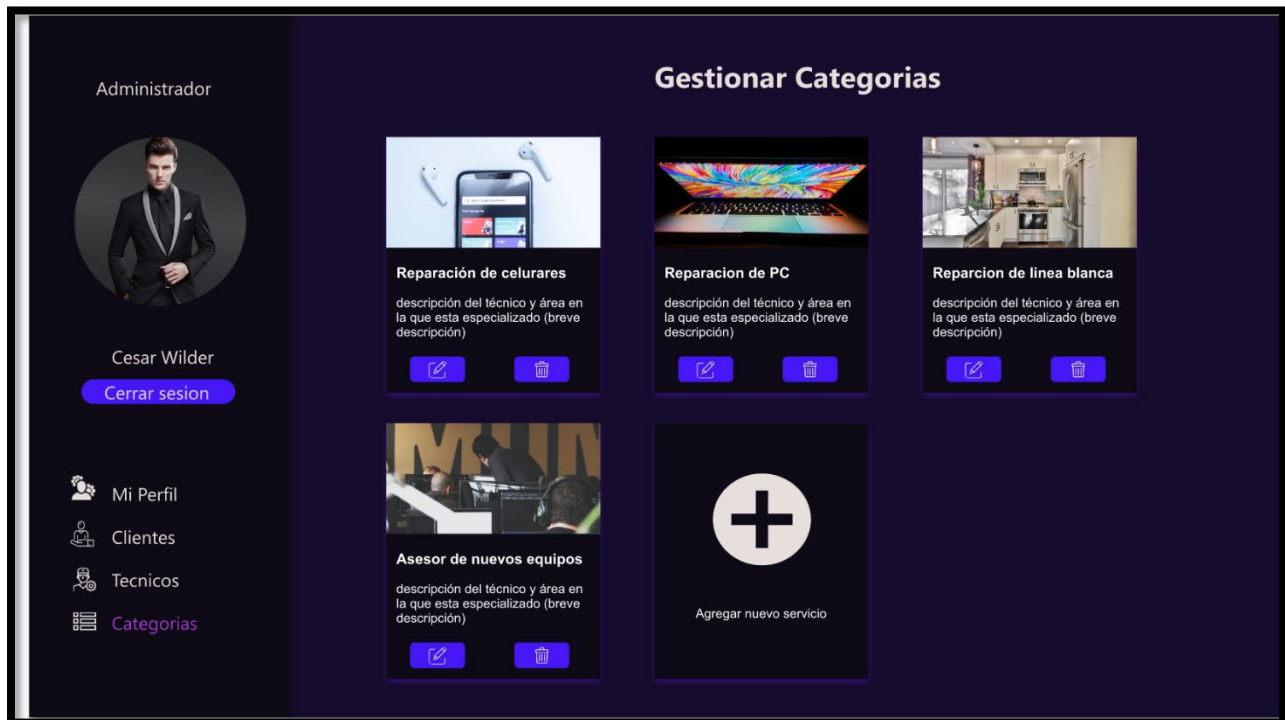 Administrador
Gestionar Categorias
Cesar Wilder
Cerrar sesion
Mi Perfil
Clientes
Tecnicos
Categorias
Reparación de celurares
descripción del técnico y área en
la que esta especializado (breve
descripción)
Reparacion de PC
descripción del técnico y área en
la que esta especializado (breve
descripción)
Reparcion de linea blanca
descripción del técnico y área en
la que esta especializado (breve
descripción)
Asesor de nuevos equipos
descripción del técnico y área en
la que esta especializado (breve
descripción)
Agregar nuevo servicio